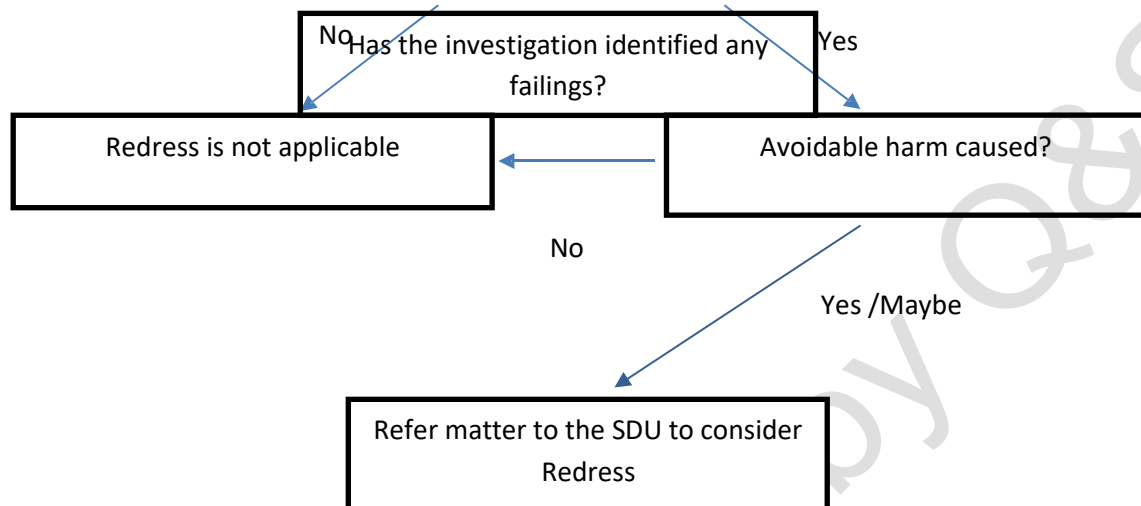 No
Has the investigation identified any
failings?
Yes
Redress is not applicable
Avoidable harm caused?
No
Yes /Maybe
Refer matter to the SDU to consider
Redress
by Q&